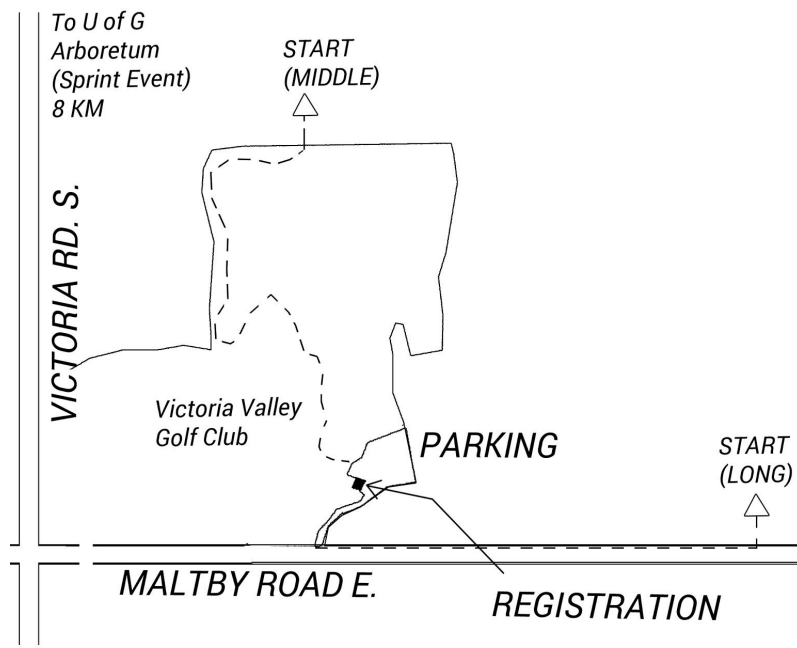 To U of G
Arboretum
(Sprint Event)
8 KM
START
(MIDDLE)
VICTORIA RD. S.
Victoria Valley
Golf Club
PARKING
START
(LONG)
MALTBY ROAD E.
REGISTRATION